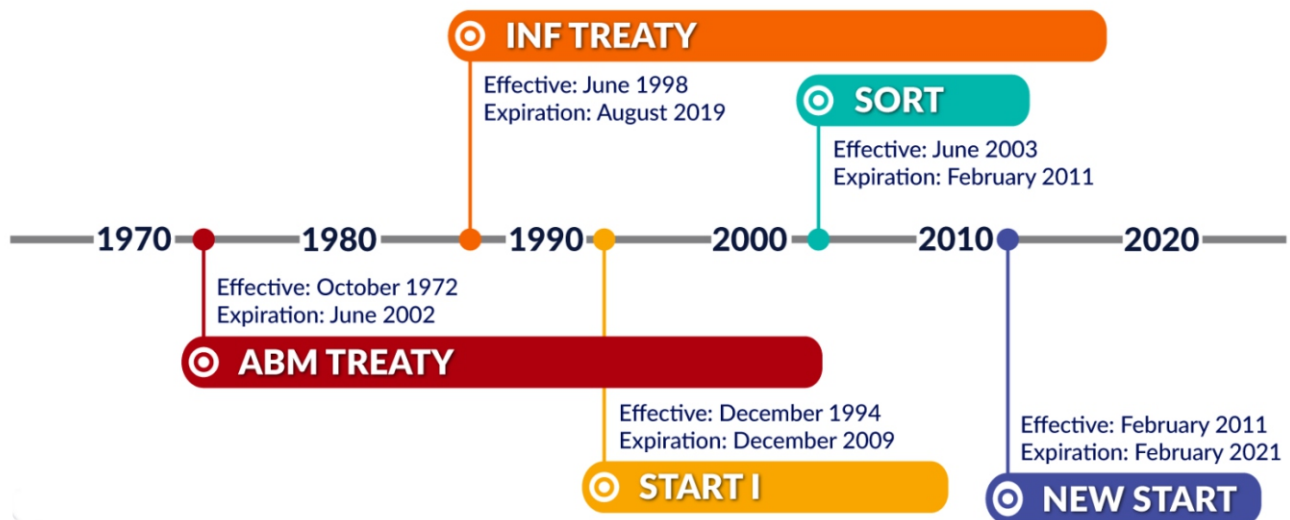 INF TREATY
Effective: June 1998
Expiration: August 2019
SORT
Effective: June 2003
Expiration: February 2011
1970 1980 1990 2000 2010 2020
Effective: October 1972
Expiration: June 2002
ABM TREATY
Effective: December 1994
Expiration: December 2009
START I
Effective: February 2011
Expiration: February 2021
NEW START